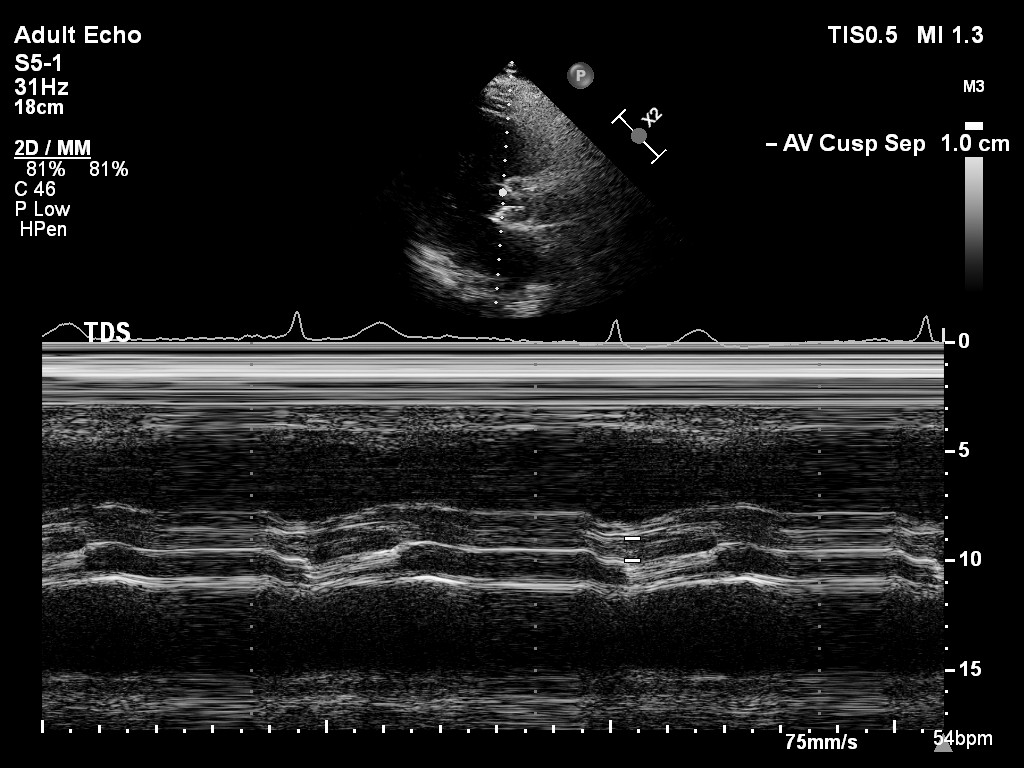 Adult Echo
TIS0.5 MI 1.3
S5-1
31Hz
18cm
M3
P
X2
2D / MM
81% 81%
C 46
P Low
HPen
– AV Cusp Sep 1.0 cm
TDS
0
5
10
15
75mm/s
54bpm